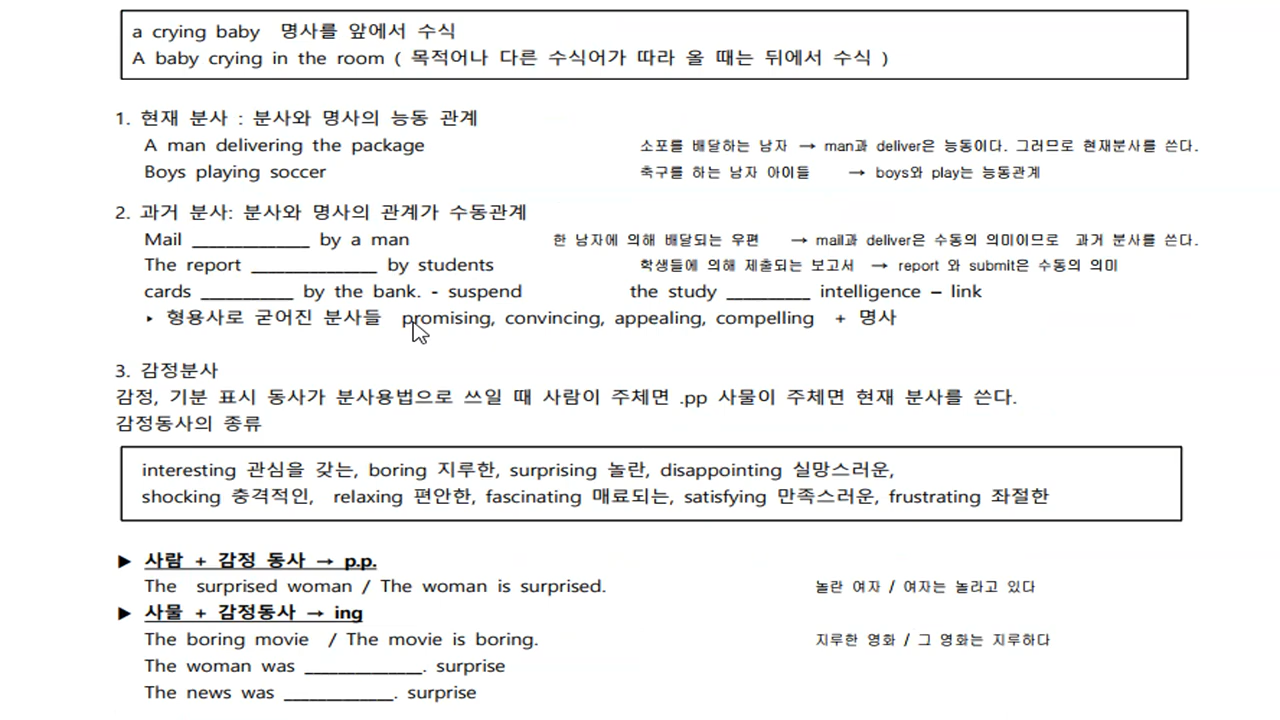 a crying baby 명사를 앞에서 수식
A baby crying in the room ( 목적어나 다른 수식어가 따라 올 때는 뒤에서 수식 )
1. 현재 분사 : 분사와 명사의 능동 관계
A man delivering the package 소포를 배달하는 남자 → man과 deliver은 능동이다. 그러므로 현재분사를 쓴다.
Boys playing soccer 축구를 하는 남자 아이들 → boys와 play는 능동관계
2. 과거 분사: 분사와 명사의 관계가 수동관계
Mail ____________ by a man 한 남자에 의해 배달되는 우편 → mail과 deliver은 수동의 의미이므로 과거 분사를 쓴다.
The report _____________ by students 학생들에 의해 제출되는 보고서 → report 와 submit은 수동의 의미
cards __________ by the bank. - suspend the study _________ intelligence – link
‣ 형용사로 굳어진 분사들 promising, convincing, appealing, compelling + 명사
3. 감정분사
감정, 기분 표시 동사가 분사용법으로 쓰일 때 사람이 주체면 .pp 사물이 주체면 현재 분사를 쓴다.
감정동사의 종류
interesting 관심을 갖는, boring 지루한, surprising 놀란, disappointing 실망스러운,
shocking 충격적인, relaxing 편안한, fascinating 매료되는, satisfying 만족스러운, frustrating 좌절한
▶ 사람 + 감정 동사 → p.p.
The surprised woman / The woman is surprised. 놀란 여자 / 여자는 놀라고 있다
▶ 사물 + 감정동사 → ing
The boring movie / The movie is boring. 지루한 영화 / 그 영화는 지루하다
The woman was ____________. surprise
The news was ___________. surprise